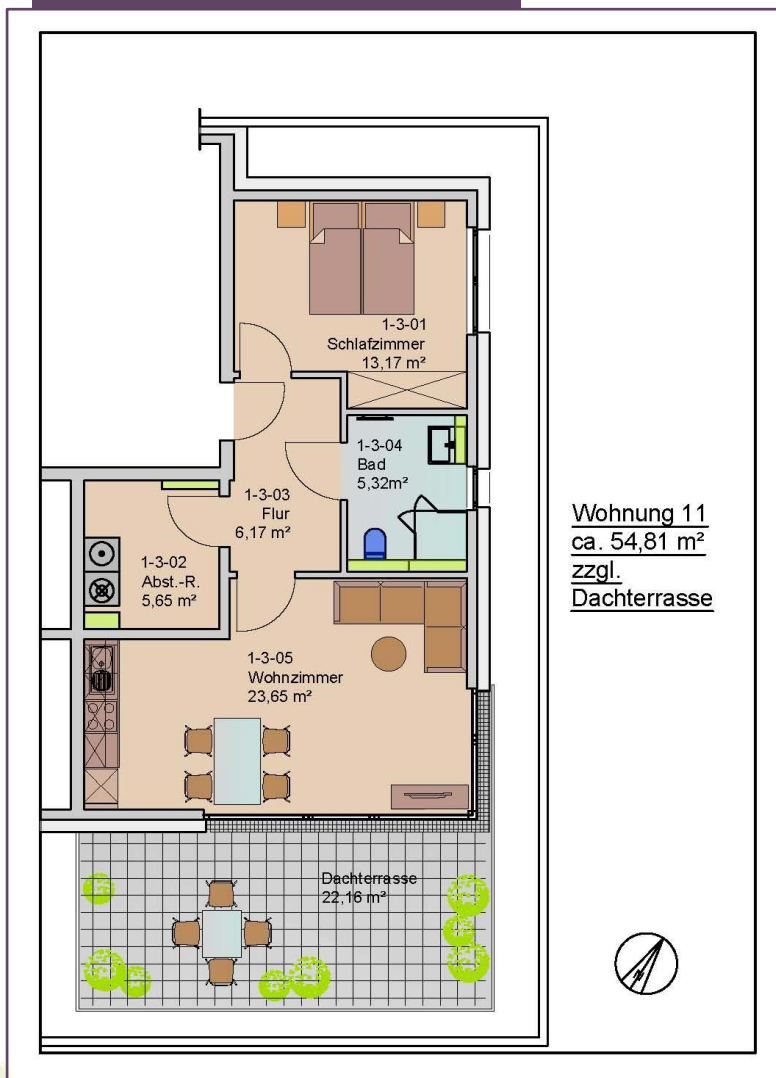 1-3-01
Schlafzimmer
13,17 m²
1-3-04
Bad
5,32m²
1-3-03
Flur
6,17 m²
1-3-02
Abst.-R.
5,65 m²
1-3-05
Wohnzimmer
23,65 m²
Dachterrasse
22,16 m²
Wohnung 11
ca. 54,81 m²
zzgl.
Dachterrasse
N